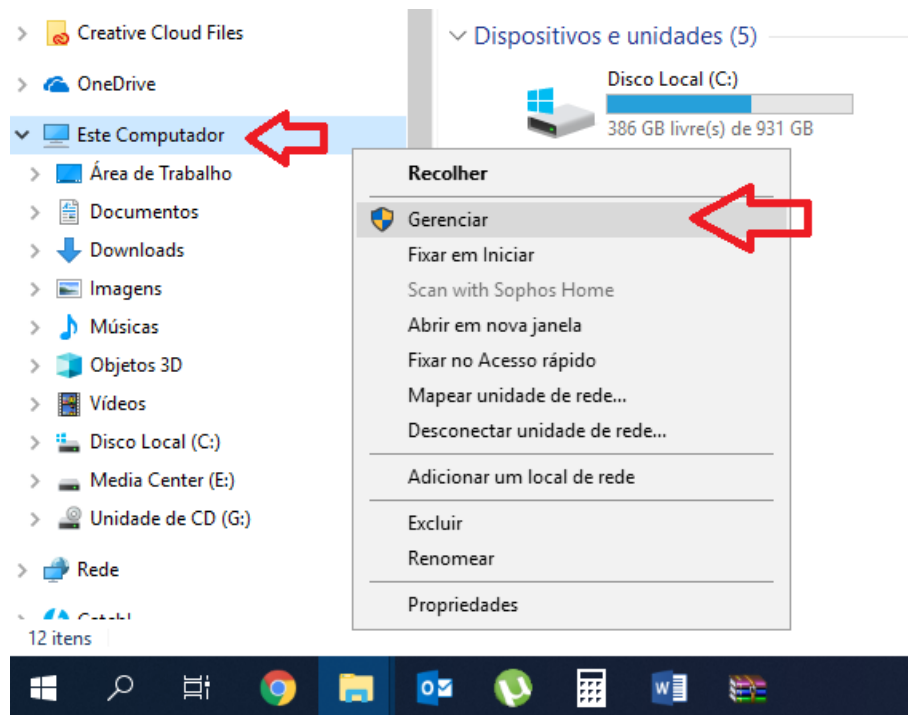 Creative Cloud Files
OneDrive
Este Computador
Área de Trabalho
Documentos
Downloads
Imagens
Músicas
Objetos 3D
Vídeos
Disco Local (C:)
Media Center (E:)
Unidade de CD (G:)
Rede
12 itens
Dispositivos e unidades (5)
Disco Local (C:)
386 GB livre(s) de 931 GB
Recolher
Gerenciar
Fixar em Iniciar
Scan with Sophos Home
Abrir em nova janela
Fixar no Acesso rápido
Mapear unidade de rede...
Desconectar unidade de rede...
Adicionar um local de rede
Excluir
Renomear
Propriedades